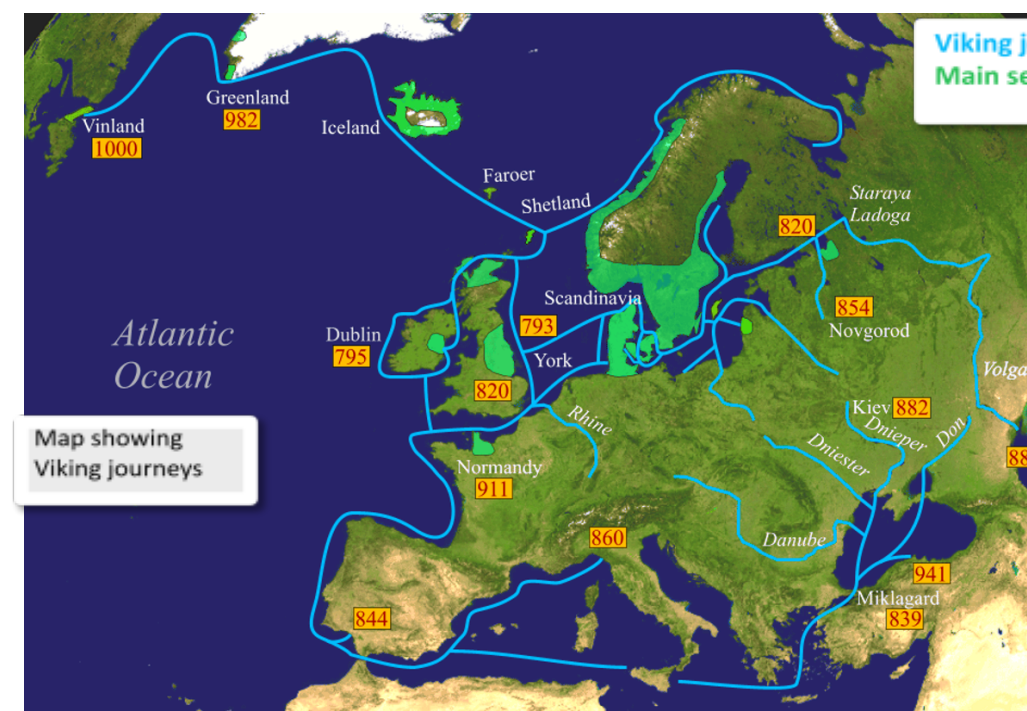 Viking j
Main se
Greenland
982
Vinland
1000
Iceland
Faroer
Shetland
Staraya
Ladoga
820
Scandinavia
854
Novgorod
793
Dublin
795
York
Atlantic
Ocean
820
Volga
Kiev 882
Rhine
Dnieper
Don
Dniester
Map showing
Viking journeys
Normandy
911
88
860
Danube
941
Miklagard
839
844